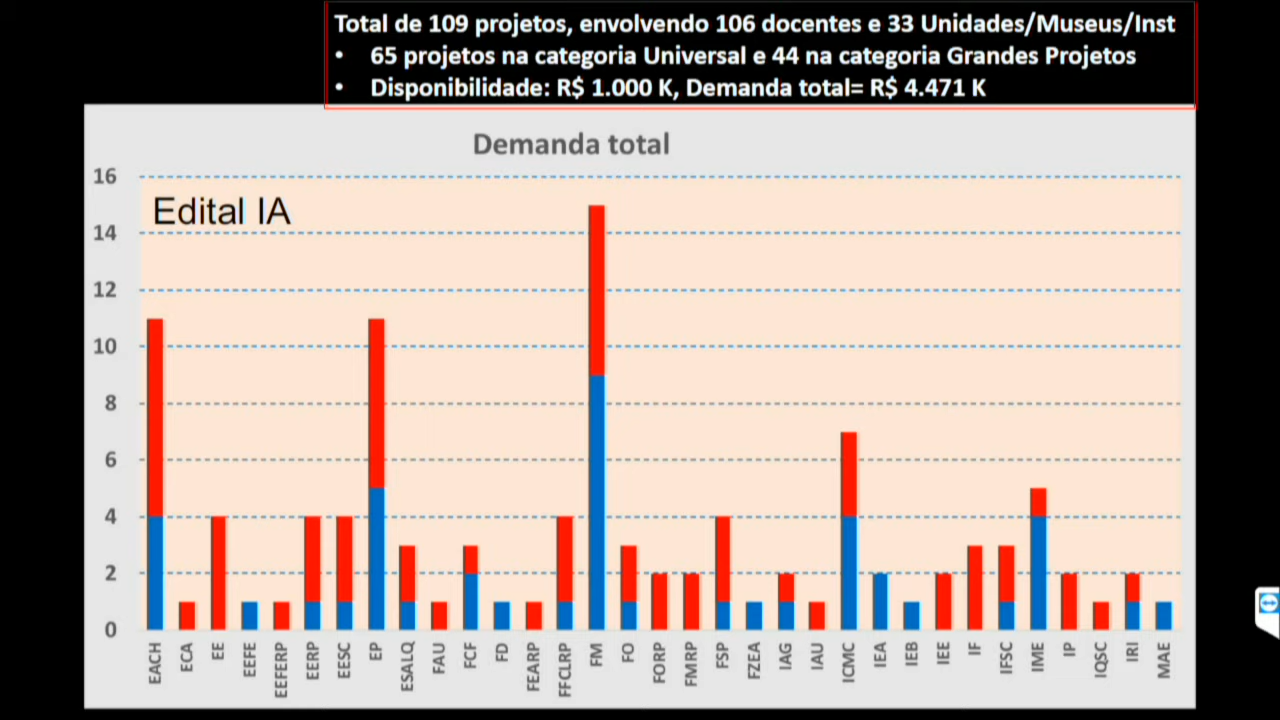 Total de 109 projetos, envolvendo 106 docentes e 33 Unidades/Museus/Inst
• 65 projetos na categoria Universal e 44 na categoria Grandes Projetos
• Disponibilidade: R$ 1.000 K, Demanda total= R$ 4.471 K
Demanda total
Edital IA
16
14
12
10
8
6
4
2
0
EACH
ECA
EE
EEFE
EEFERP
EERP
EESC
EP
ESALQ
FAU
FCF
FD
FEARP
FFCLRP
FM
FO
FORP
FMRP
FSP
FZEA
IAG
IAU
ICMC
IEA
IEB
IEE
IF
IFSC
IME
IP
IQSC
IRI
MAE